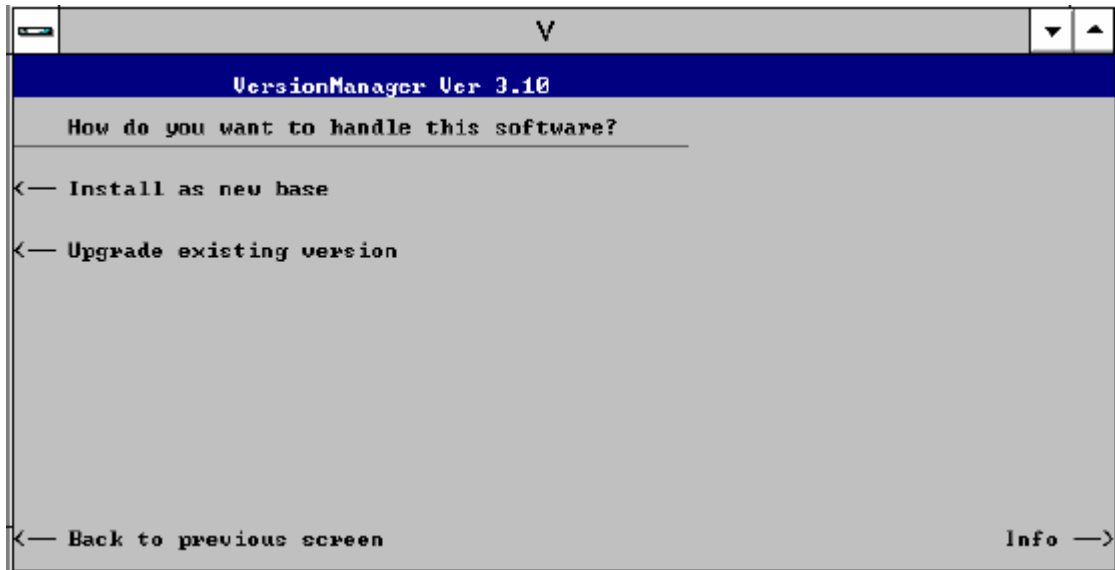 V
VersionManager Ver 3.10
How do you want to handle this software?
<— Install as new base
<— Upgrade existing version
<— Back to previous screen Info —>